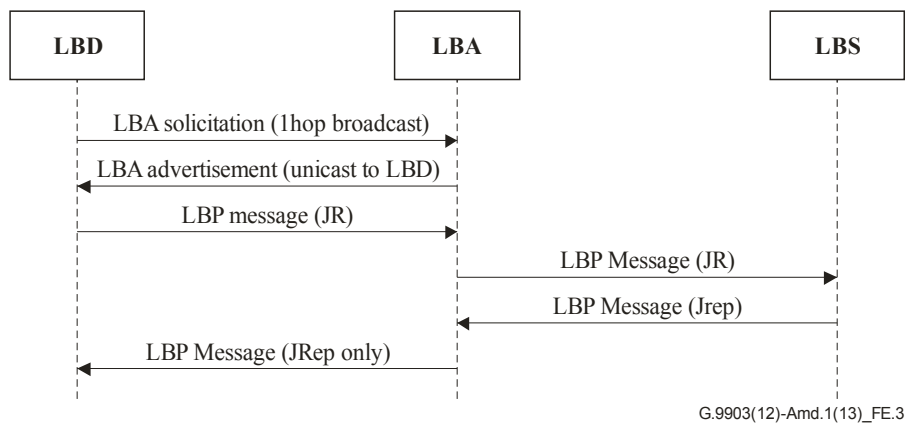 LBD
LBA
LBS
LBA solicitation (1hop broadcast)
LBA advertisement (unicast to LBD)
LBP message (JR)
LBP Message (JR)
LBP Message (Jrep)
LBP Message (JRep only)
G.9903(12)-Amd.1(13)_FE.3